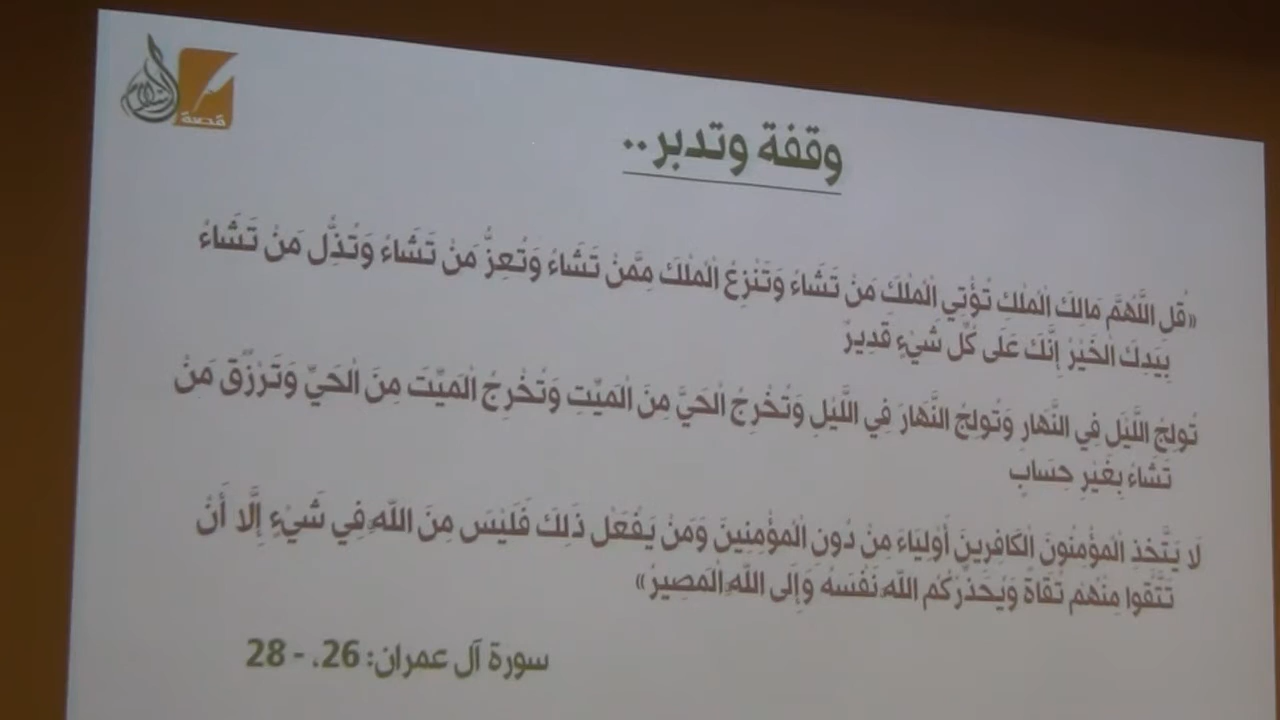 قصة
السلام
وقفة وتدبر..
«قُلِ اللَّهُمَّ مَالِكَ الْمُلْكِ تُؤْتِي الْمُلْكَ مَنْ تَشَاءُ وَتَنْزِعُ الْمُلْكَ مِمَّنْ تَشَاءُ وَتُعِزُّ مَنْ تَشَاءُ وَتُذِلُّ مَنْ تَشَاءُ
بِيَدِكَ الْخَيْرُ إِنَّكَ عَلَى كُلِّ شَيْءٍ قَدِيرٌ
تُولِجُ اللَّيْلَ فِي النَّهَارِ وَتُولِجُ النَّهَارَ فِي اللَّيْلِ وَتُخْرِجُ الْحَيَّ مِنَ الْمَيِّتِ وَتُخْرِجُ الْمَيِّتَ مِنَ الْحَيِّ وَتَرْزُقُ مَنْ
تَشَاءُ بِغَيْرِ حِسَابٍ
لَا يَتَّخِذِ الْمُؤْمِنُونَ الْكَافِرِينَ أَوْلِيَاءَ مِنْ دُونِ الْمُؤْمِنِينَ وَمَنْ يَفْعَلْ ذَلِكَ فَلَيْسَ مِنَ اللَّهِ فِي شَيْءٍ إِلَّا أَنْ
تَتَّقُوا مِنْهُمْ تُقَاةً وَيُحَذِّرُكُمُ اللَّهُ نَفْسَهُ وَإِلَى اللَّهِ الْمَصِيرُ»
سورة آل عمران: 26. - 28